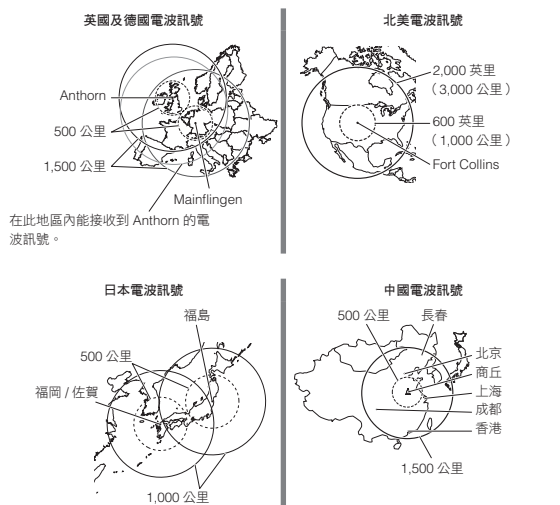 英國及德國電波訊號
Anthorn
500 公里
1,500 公里
Mainflingen
在此地區內能接收到 Anthorn 的電
波訊號。
北美電波訊號
2,000 英里
（3,000 公里）
600 英里
（1,000 公里）
Fort Collins
日本電波訊號
福島
500 公里
福岡 / 佐賀
1,000 公里
中國電波訊號
500 公里
長春
北京
商丘
上海
成都
香港
1,500 公里